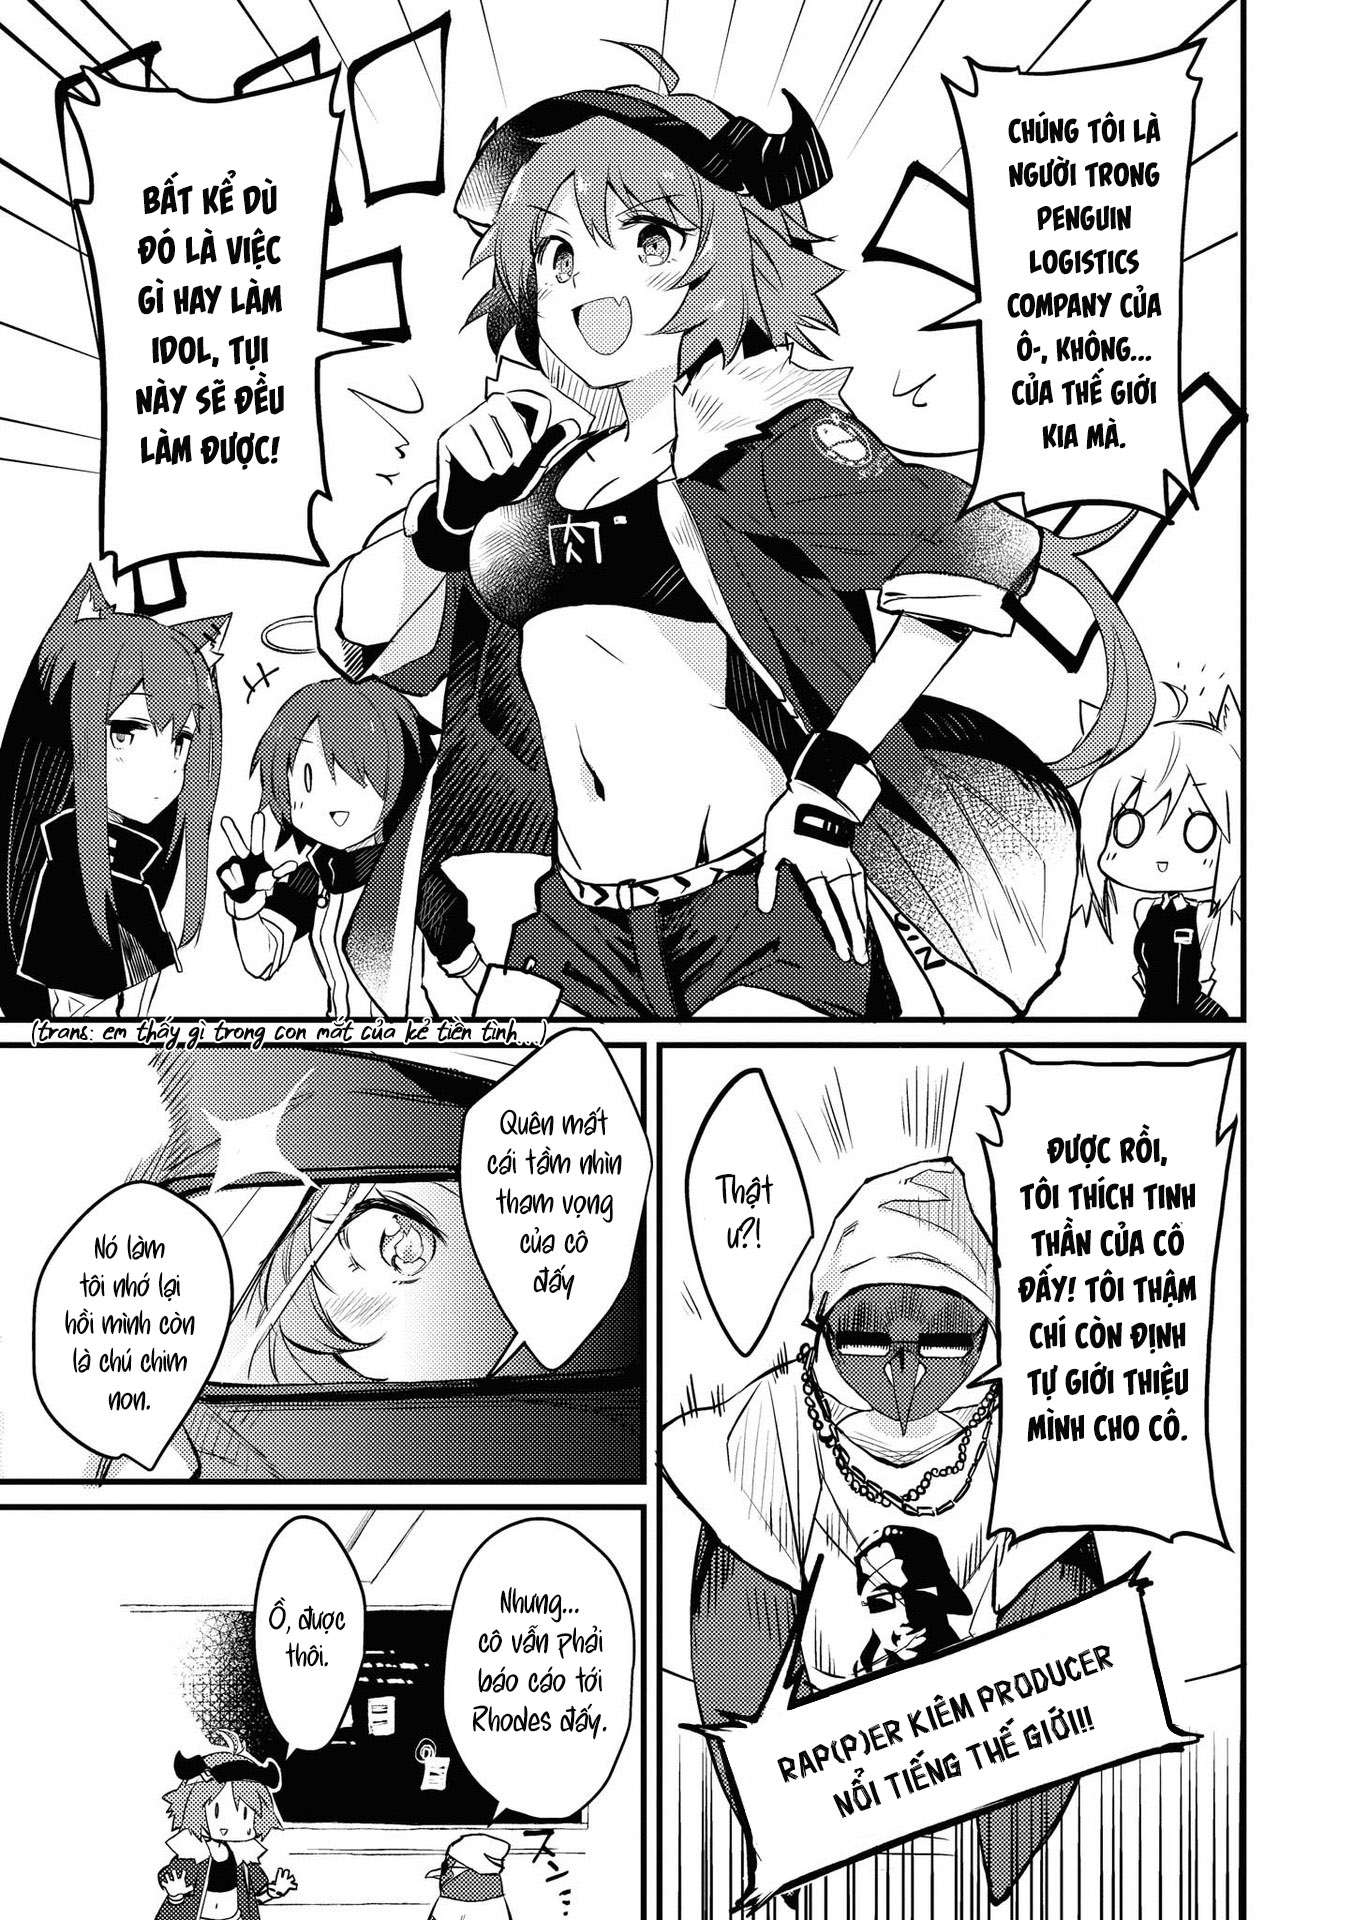 CHÚNG TÔI LÀ
NGƯỜI TRONG
PENGUIN
LOGISTICS
COMPANY CỦA
Ô-, KHÔNG...
CỦA THẾ GIỚI
KIA MÀ.
BẤT KỂ DÙ
ĐÓ LÀ VIỆC
GÌ HAY LÀM
IDOL, TỤI
NÀY SẼ ĐỀU
LÀM ĐƯỢC!
肉
(trans: em thấy gì trong con mắt của kẻ tiền tình...)
ĐƯỢC RỒI,
TÔI THÍCH TINH
THẦN CỦA CÔ
ĐẤY! TÔI THẬM
CHÍ CÒN ĐỊNH
TỰ GIỚI THIỆU
MÌNH CHO CÔ.
Thật
ư?!
RAP(P)ER KIÊM PRODUCER
NỔI TIẾNG THẾ GIỚI!!!
Quên mất
cái tầm nhìn
tham vọng
của cô
đấy
Nó làm
tôi nhớ lại
hồi mình còn
là chú chim
non.
Nhưng...
cô vẫn phải
báo cáo tới
Rhodes đấy.
Ồ, được
thôi.
ズーン